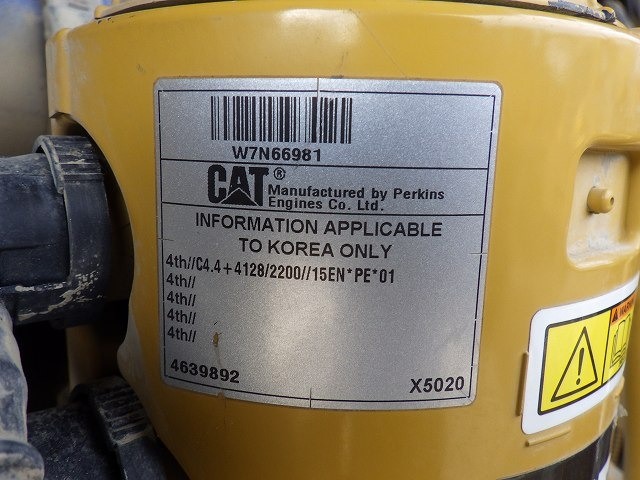 W7N66981
CAT® Manufactured by Perkins
Engines Co. Ltd.
INFORMATION APPLICABLE
TO KOREA ONLY
4th//C4.4+4128/2200//15EN*PE*01
4th//
4th//
4th//
4th//
4639892 X5020